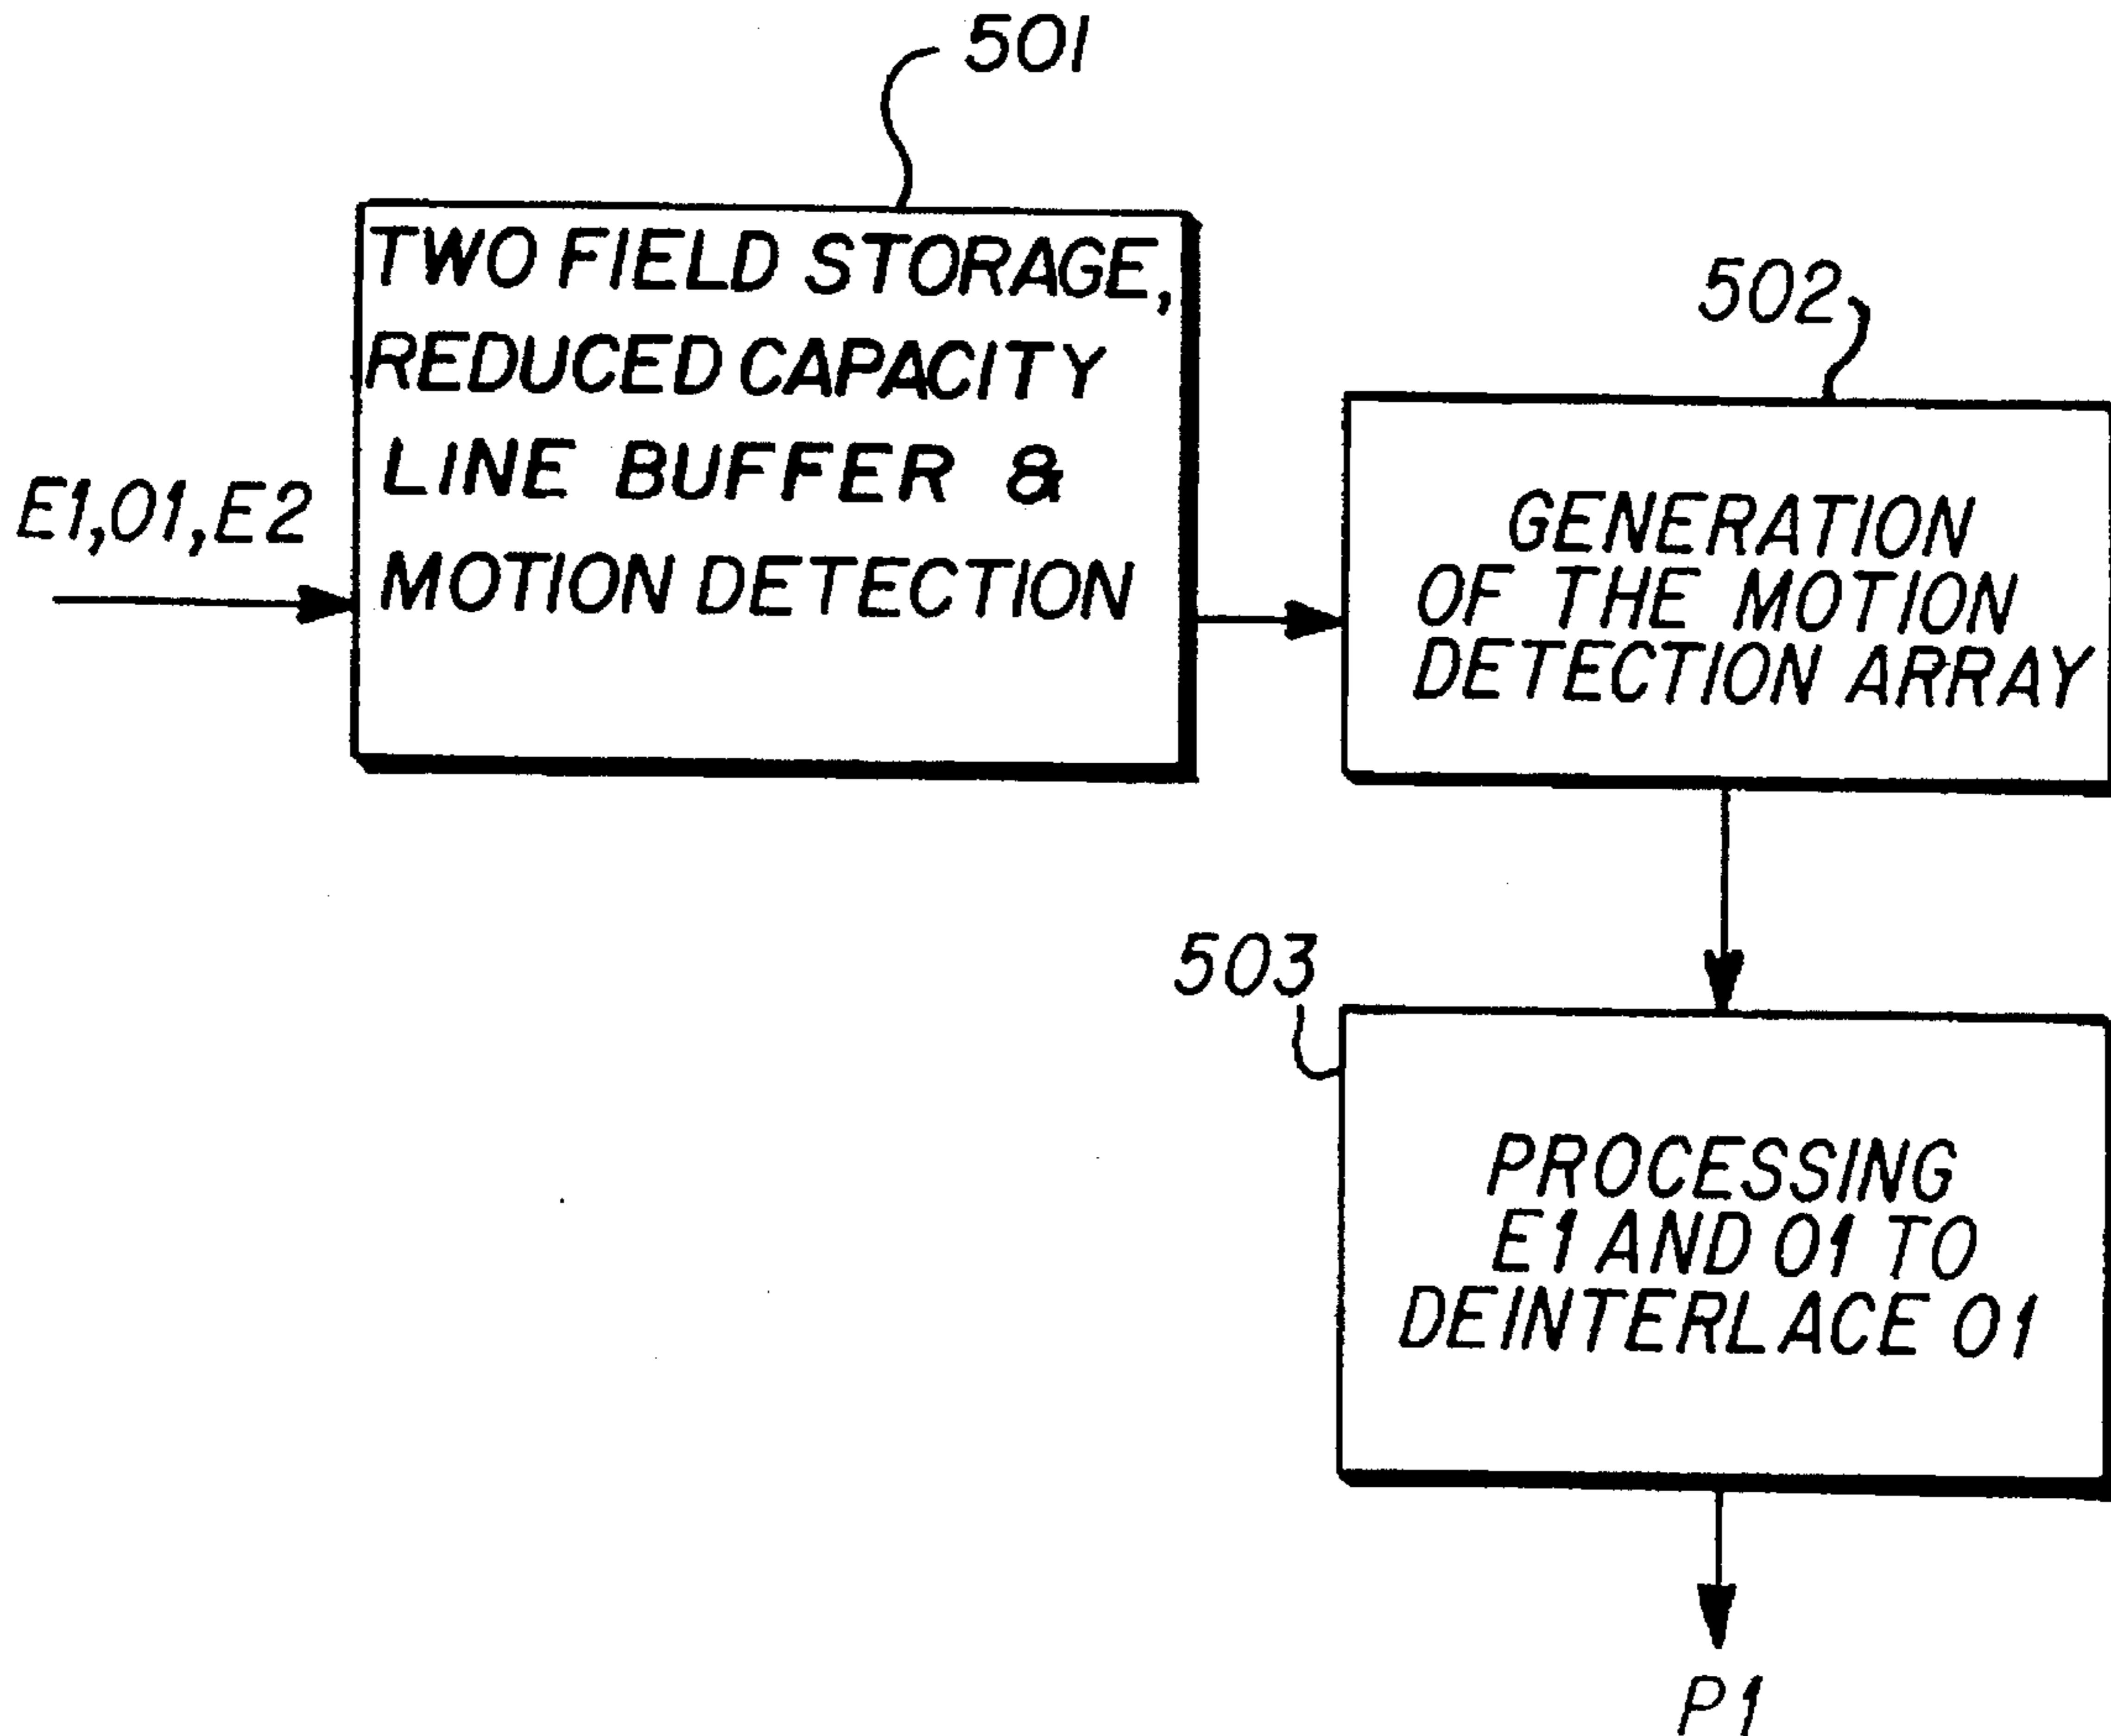 501
TWO FIELD STORAGE,
REDUCED CAPACITY
LINE BUFFER &
MOTION DETECTION
E1,01,E2
502
GENERATION
OF THE MOTION
DETECTION ARRAY
503
PROCESSING
E1 AND 01 TO
DEINTERLACE 01
P1